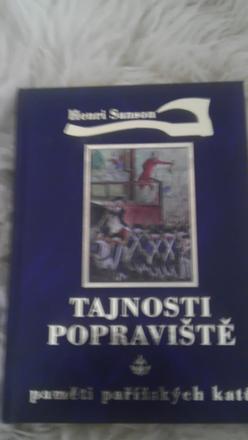 Henri Sanson
TAJNOSTI
POPRAVIŠTĚ
paměti pařížských katů